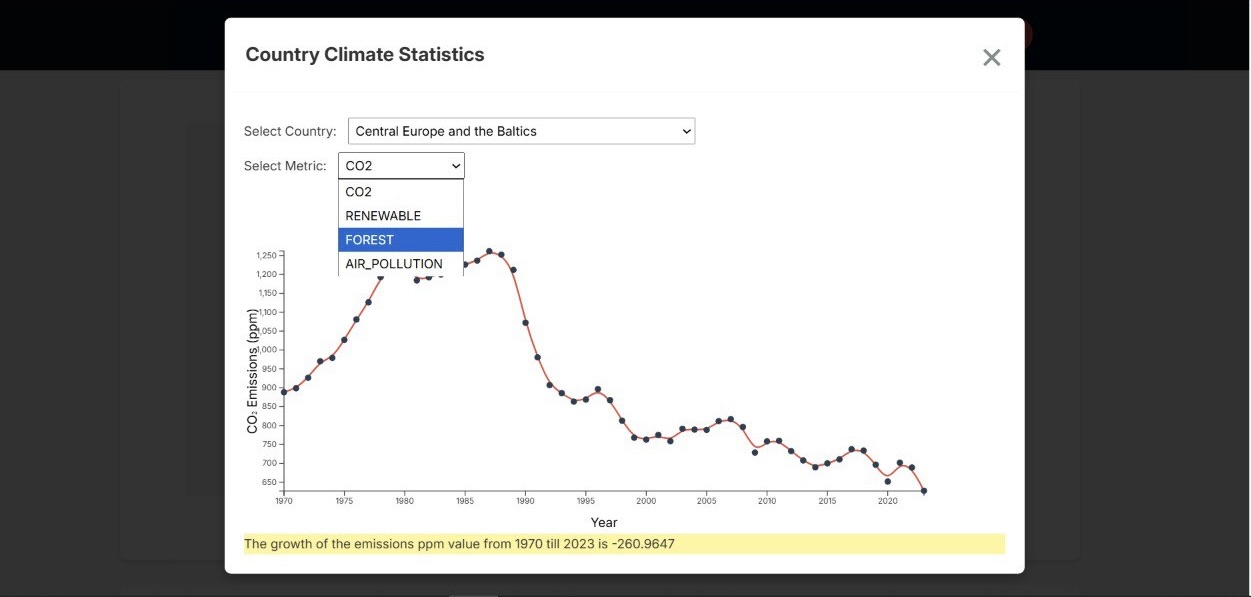 Country Climate Statistics
Select Country: Central Europe and the Baltics
Select Metric: CO2
CO2
RENEWABLE
FOREST
AIR_POLLUTION
1,250
1,200
1,150
1,100
1,050
1,000
950
900
850
800
750
700
650
CO₂ Emissions (ppm)
1970 1975 1980 1985 1990 1995 2000 2005 2010 2015 2020
Year
The growth of the emissions ppm value from 1970 till 2023 is -260.9647